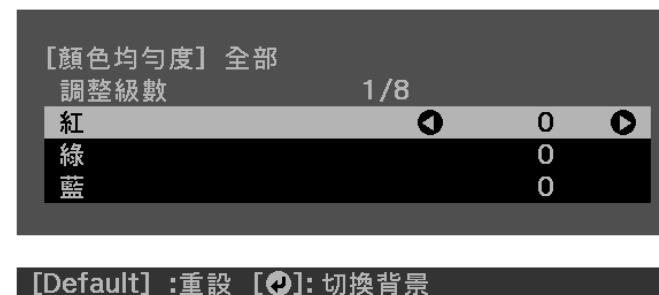 [顏色均勻度] 全部
調整級數 1/8
紅 0
綠 0
藍 0
[Default] :重設 [↵]: 切換背景